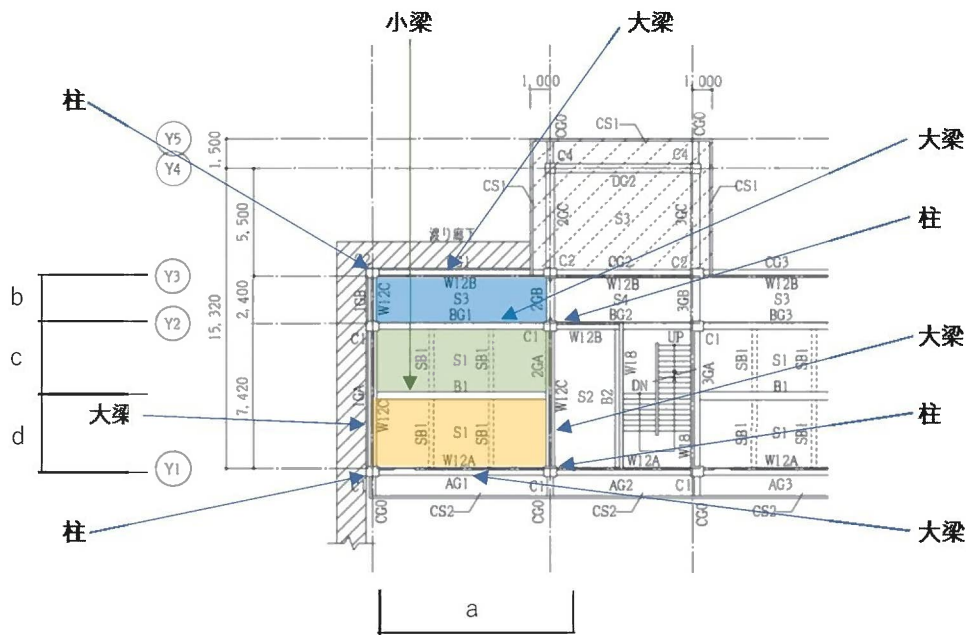 小梁
大梁
1,000
1,000
柱
CG0
CG0
CS1
Y5
1,500
大梁
Y4
C4
C4
DG2
CS1
CS1
5,500
2GC
S3
3GC
柱
渡り廊下
Y3
C2
CG2
C2
CG3
b
2,400
1GB
W12C
W12B
S3
BG1
2GB
W12B
S4
BG2
3GB
W12B
S3
BG3
Y2
15,320
C1
C1
W12B
UP
C1
大梁
c
SB1
S1
SB1
2GA
W18
SB1
S1
SB1
B1
W12C
S2
B2
DN
3GA
B1
1GA
7,420
大梁
W12C
柱
d
SB1
S1
SB1
W18
SB1
S1
SB1
W12A
W12A
W12A
Y1
C1
AG1
C1
AG2
C1
AG3
CS2
CS2
CS2
CG0
CG0
CG0
柱
大梁
a